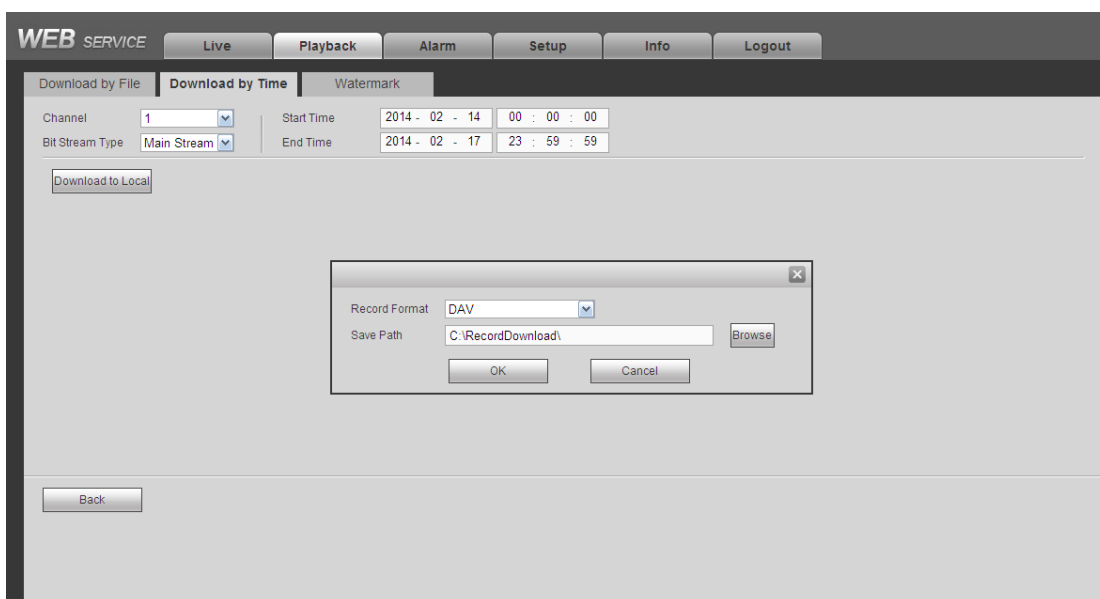 WEB SERVICE Live Playback Alarm Setup Info Logout
Download by File Download by Time Watermark
Channel 1 Start Time 2014 - 02 - 14 00 : 00 : 00
Bit Stream Type Main Stream End Time 2014 - 02 - 17 23 : 59 : 59
Download to Local
Record Format DAV
Save Path C:\RecordDownload\ Browse
OK Cancel
Back